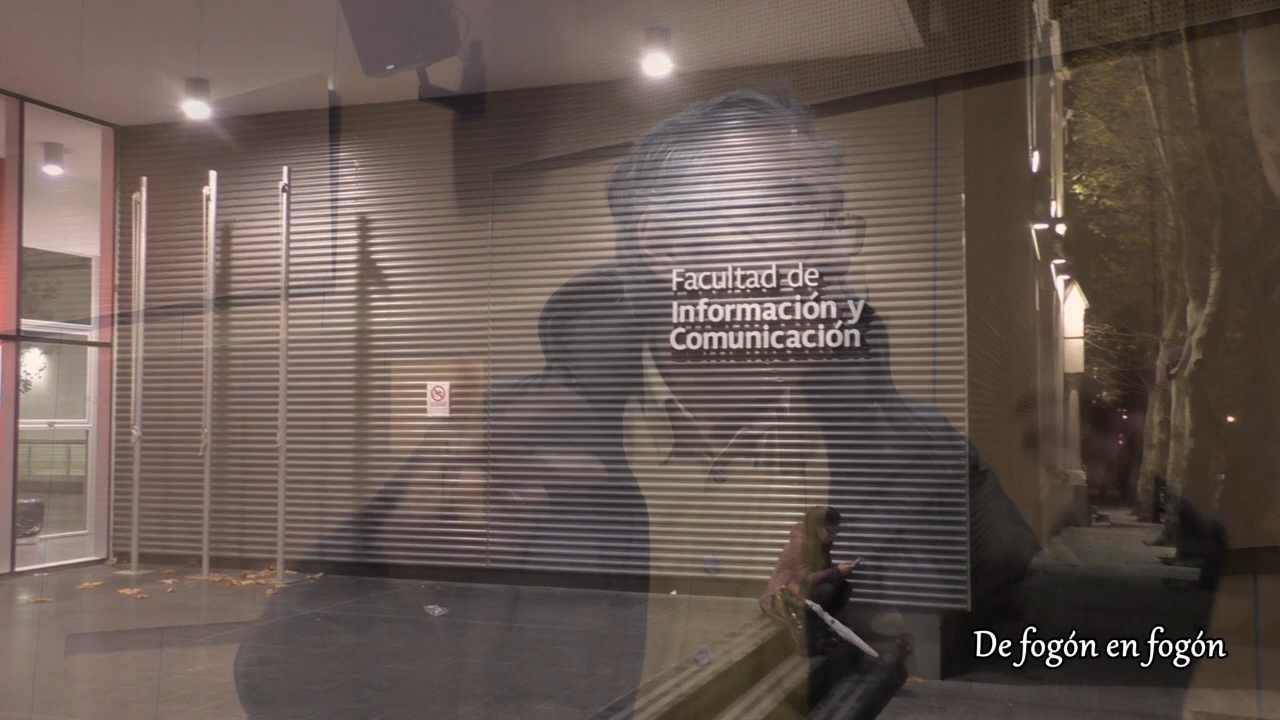 Facultad de
Información y
Comunicación
De fogón en fogón